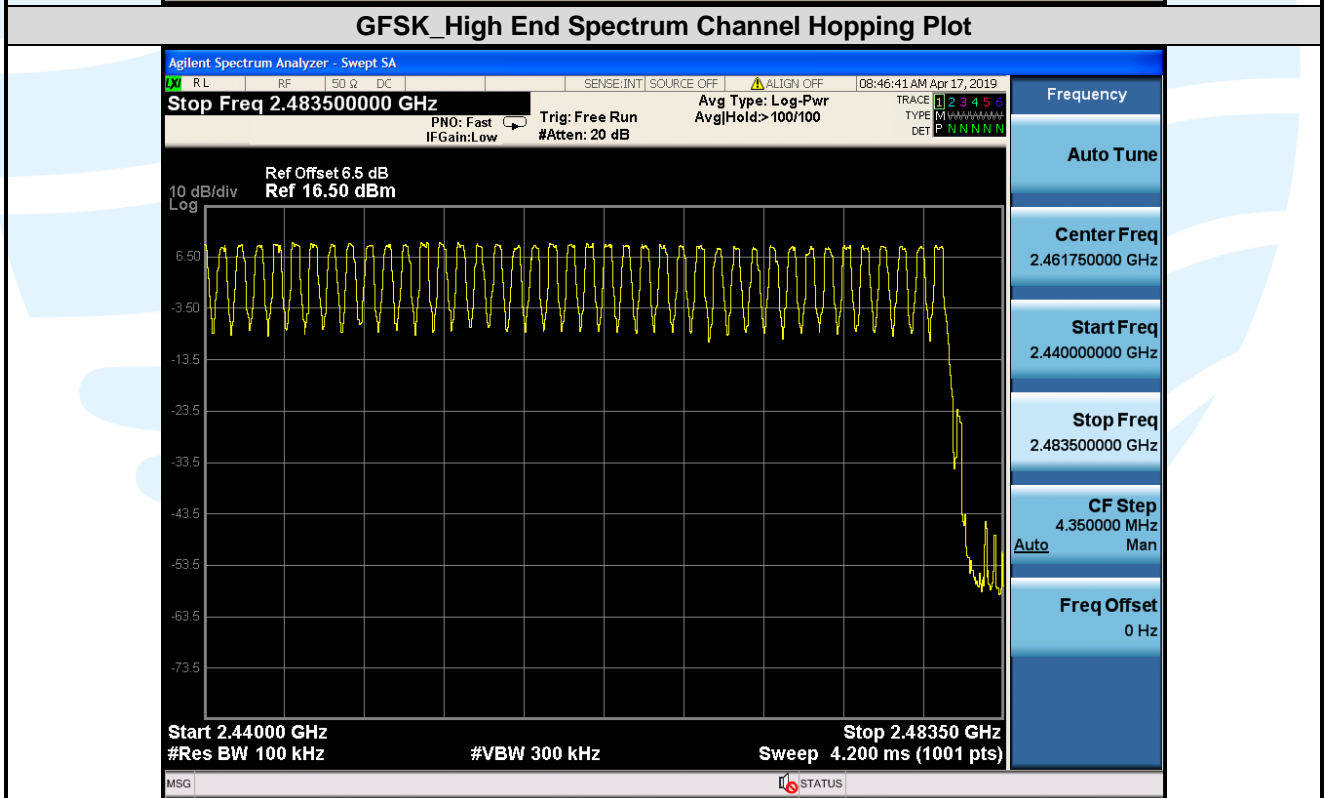 GFSK_High End Spectrum Channel Hopping Plot
Agilent Spectrum Analyzer - Swept SA
LXI RL RF 50 Ω DC SENSE:INT SOURCE OFF ALIGN OFF 08:46:41 AM Apr 17, 2019
Stop Freq 2.483500000 GHz
PNO: Fast
IFGain:Low
Trig: Free Run
#Atten: 20 dB
Avg Type: Log-Pwr
Avg|Hold:> 100/100
TRACE 1 2 3 4 5 6
TYPE M WWWWW
DET P N N N N N
Ref Offset 6.5 dB
10 dB/div Ref 16.50 dBm
Log
6.50
-3.50
-13.5
-23.5
-33.5
-43.5
-53.5
-63.5
-73.5
Start 2.44000 GHz
Stop 2.48350 GHz
#Res BW 100 kHz
#VBW 300 kHz
Sweep 4.200 ms (1001 pts)
MSG
STATUS
Frequency
Auto Tune
Center Freq
2.461750000 GHz
Start Freq
2.440000000 GHz
Stop Freq
2.483500000 GHz
CF Step
4.350000 MHz
Auto Man
Freq Offset
0 Hz